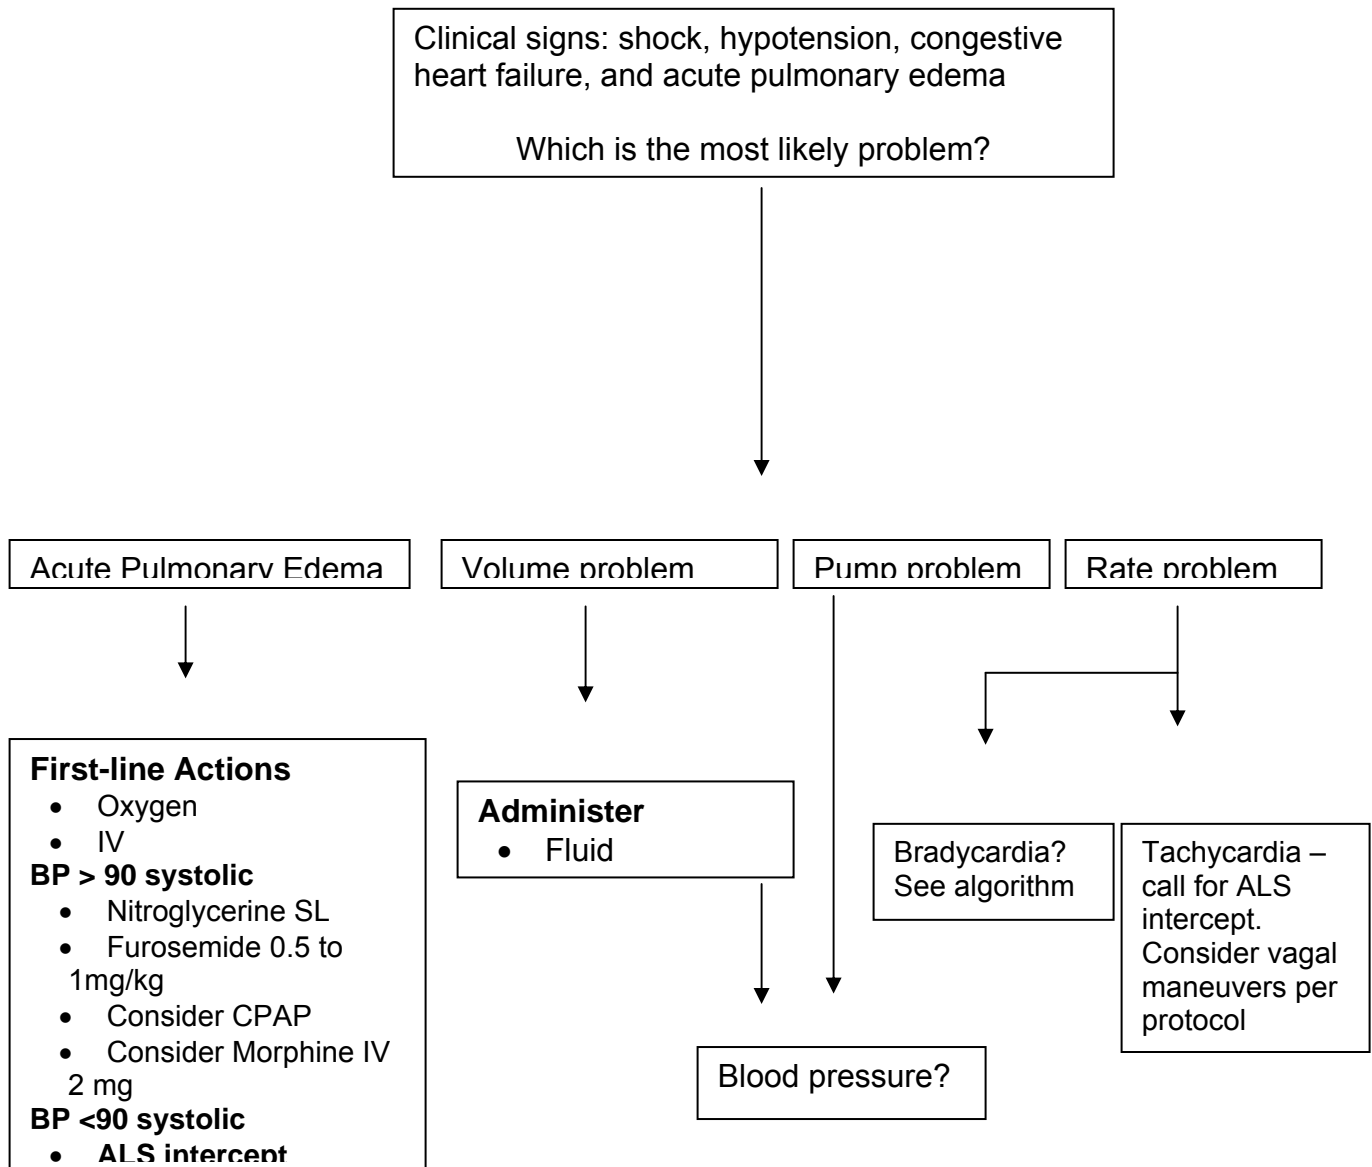 Clinical signs: shock, hypotension, congestive
heart failure, and acute pulmonary edema
Which is the most likely problem?
Acute Pulmonary Edema
Volume problem
Pump problem
Rate problem
First-line Actions
• Oxygen
• IV
BP > 90 systolic
• Nitroglycerine SL
• Furosemide 0.5 to
1mg/kg
• Consider CPAP
• Consider Morphine IV
2 mg
BP <90 systolic
• ALS intercept
Administer
• Fluid
Blood pressure?
Bradycardia?
See algorithm
Tachycardia –
call for ALS
intercept.
Consider vagal
maneuvers per
protocol